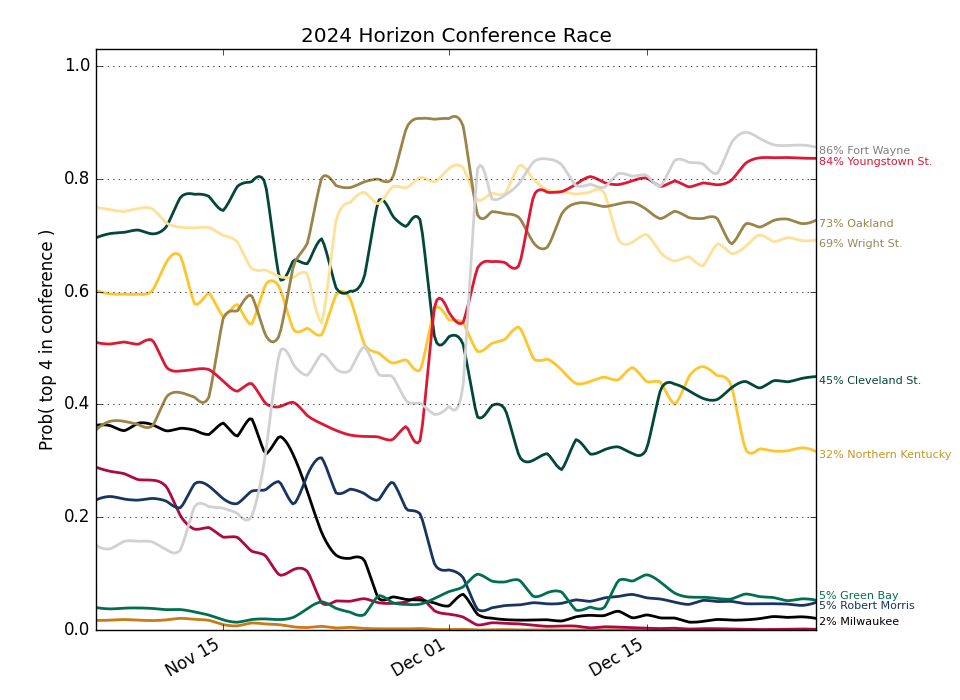 2024 Horizon Conference Race
Prob( top 4 in conference )
1.0
0.8
0.6
0.4
0.2
0.0
Nov 15
Dec 01
Dec 15
86% Fort Wayne
84% Youngstown St.
73% Oakland
69% Wright St.
45% Cleveland St.
32% Northern Kentucky
5% Green Bay
5% Robert Morris
2% Milwaukee